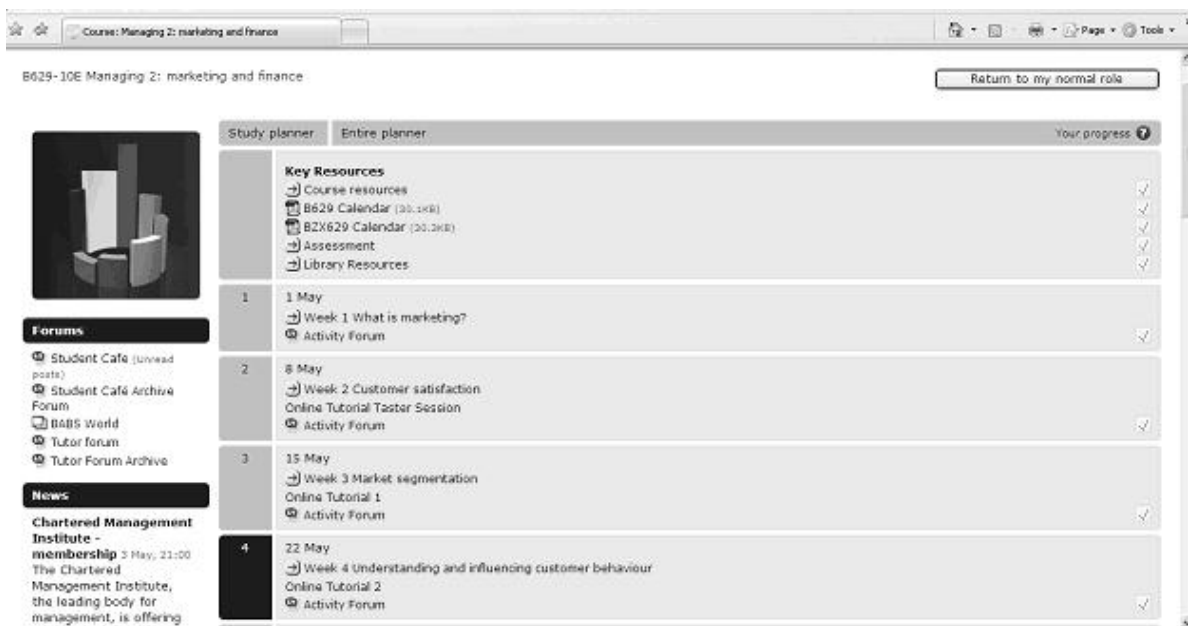 Course: Managing 2: marketing and finance
Page
Tools
B629-10E Managing 2: marketing and finance
Return to my normal role
Study planner
Entire planner
Your progress ?
Key Resources
Course resources
B629 Calendar (30.1KB)
BZX629 Calendar (30.3KB)
Assessment
Library Resources
1
1 May
Week 1 What is marketing?
Activity Forum
2
8 May
Week 2 Customer satisfaction
Online Tutorial Taster Session
Activity Forum
3
15 May
Week 3 Market segmentation
Online Tutorial 1
Activity Forum
4
22 May
Week 4 Understanding and influencing customer behaviour
Online Tutorial 2
Activity Forum
Forums
Student Cafe (Unread
posts)
Student Café Archive
Forum
BABS World
Tutor forum
Tutor Forum Archive
News
Chartered Management
Institute -
membership 3 May, 21:00
The Chartered
Management Institute,
the leading body for
management, is offering